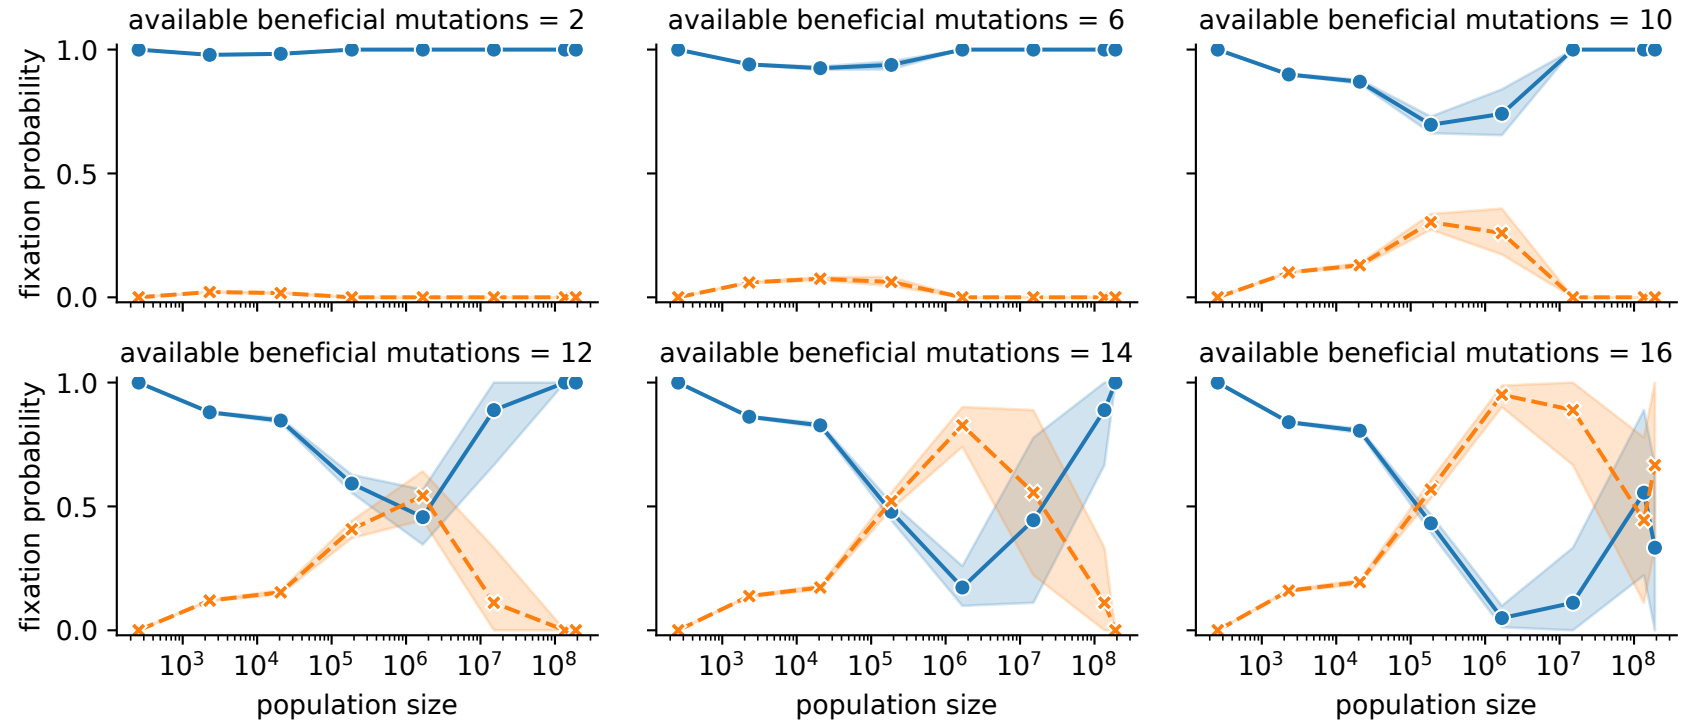 available beneficial mutations = 2
available beneficial mutations = 6
available beneficial mutations = 10
fixation probability
1.0
0.5
0.0
available beneficial mutations = 12
available beneficial mutations = 14
available beneficial mutations = 16
fixation probability
1.0
0.5
0.0
10³ 10⁴ 10⁵ 10⁶ 10⁷ 10⁸
10³ 10⁴ 10⁵ 10⁶ 10⁷ 10⁸
10³ 10⁴ 10⁵ 10⁶ 10⁷ 10⁸
population size
population size
population size